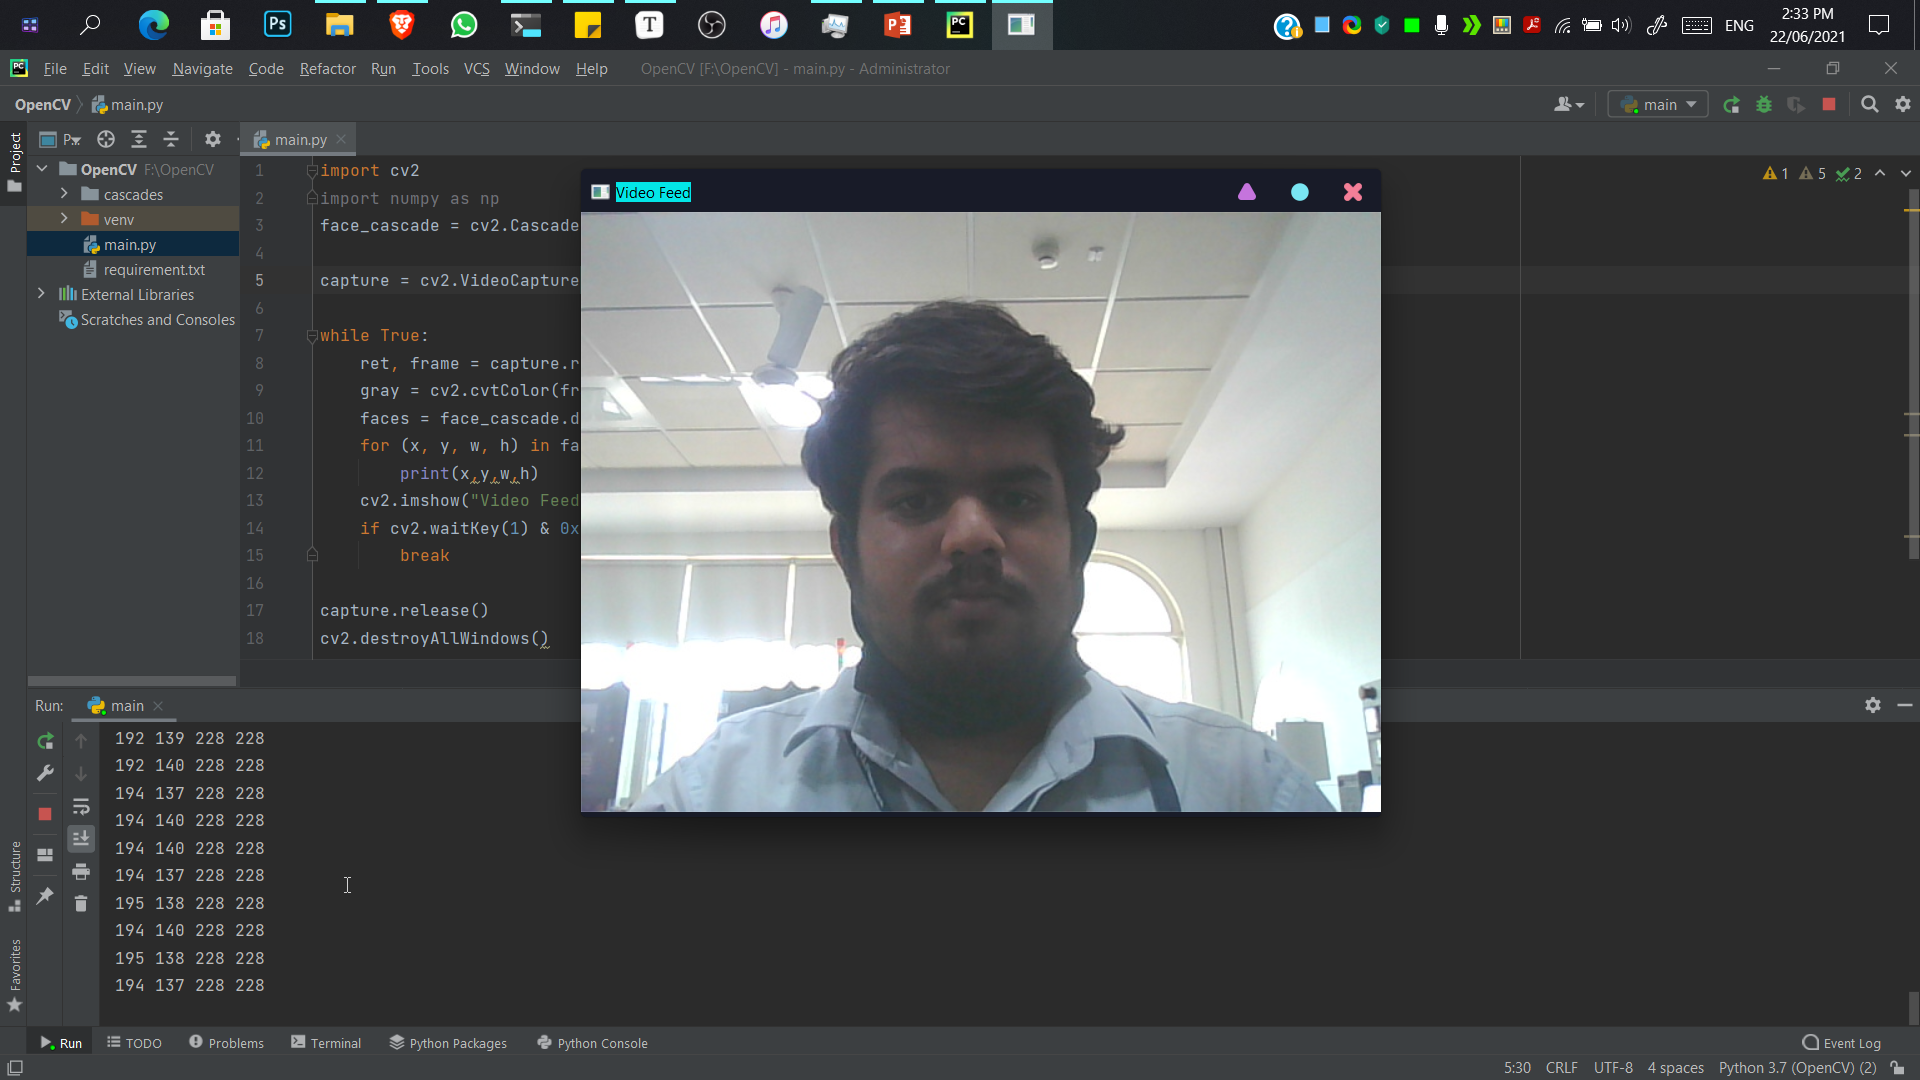 2:33 PM
ENG
22/06/2021
File Edit View Navigate Code Refactor Run Tools VCS Window Help OpenCV [F:\OpenCV] - main.py - Administrator
OpenCV main.py
main
Project
P...
main.py
OpenCV F:\OpenCV
cascades
venv
main.py
requirement.txt
External Libraries
Scratches and Consoles
1 import cv2
2 import numpy as np
3 face_cascade = cv2.Cascade
4
5 capture = cv2.VideoCapture
6
7 while True:
8 ret, frame = capture.r
9 gray = cv2.cvtColor(fr
10 faces = face_cascade.d
11 for (x, y, w, h) in fa
12 print(x,y,w,h)
13 cv2.imshow("Video Feed
14 if cv2.waitKey(1) & 0x
15 break
16
17 capture.release()
18 cv2.destroyAllWindows()
1 5 2
Video Feed
Run: main
192 139 228 228
192 140 228 228
194 137 228 228
194 140 228 228
194 140 228 228
194 137 228 228
195 138 228 228
194 140 228 228
195 138 228 228
194 137 228 228
Structure
Favorites
Run TODO Problems Terminal Python Packages Python Console Event Log
5:30 CRLF UTF-8 4 spaces Python 3.7 (OpenCV) (2)